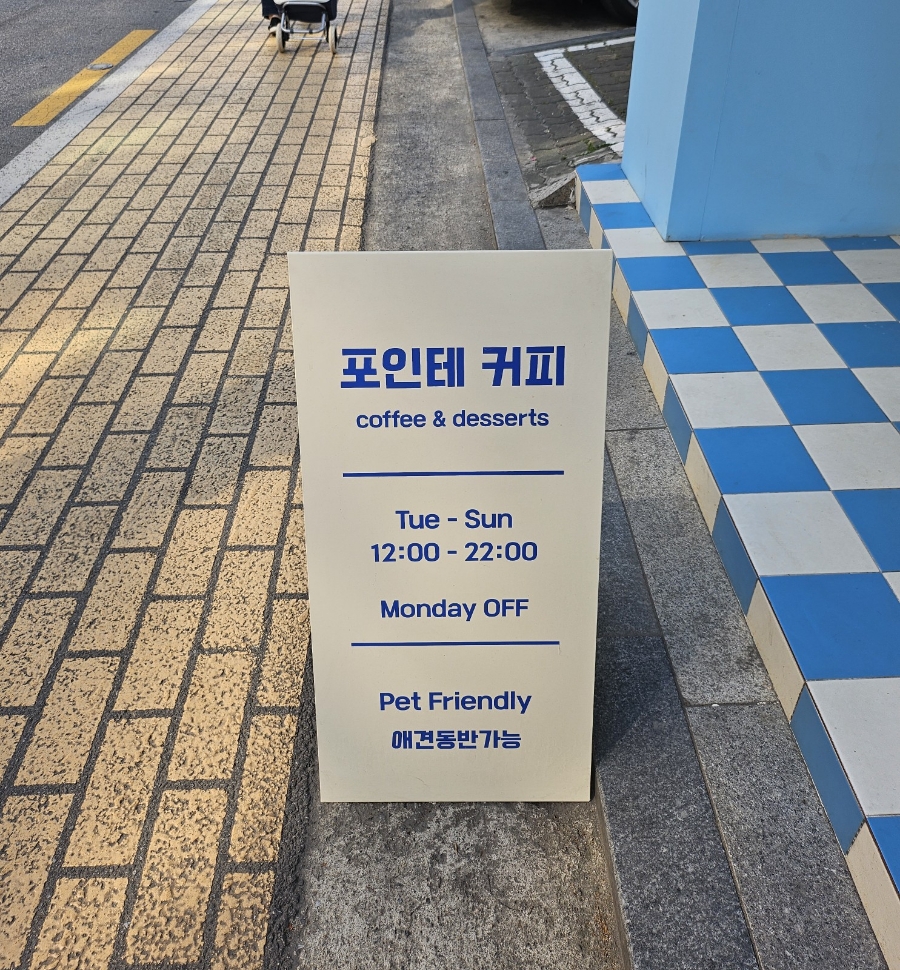 포인테 커피
coffee & desserts
Tue - Sun
12:00 - 22:00
Monday OFF
Pet Friendly
애견동반가능